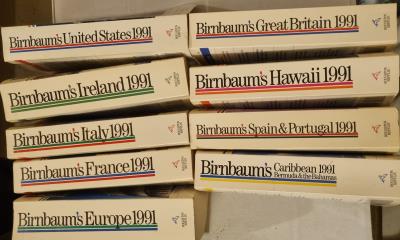 Birnbaum's United States 1991
Birnbaum's Ireland 1991
Birnbaum's Italy 1991
Birnbaum's France 1991
Birnbaum's Europe 1991
Birnbaum's Great Britain 1991
Birnbaum's Hawaii 1991
Birnbaum's Spain & Portugal 1991
Birnbaum's Caribbean 1991
Bermuda & the Bahamas